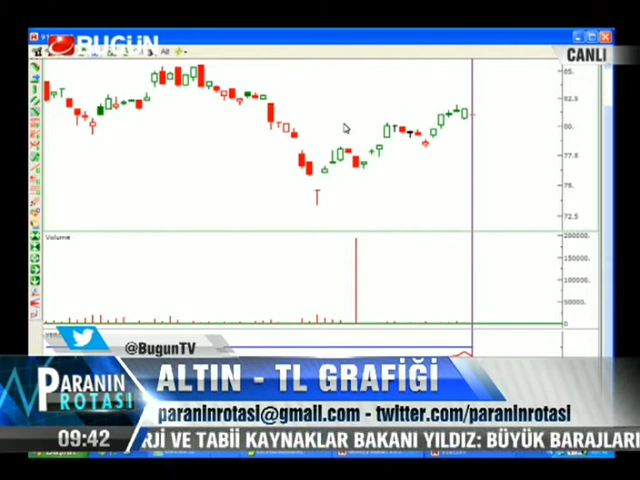 BUGÜN
CANLI
85.
82.5
80.
77.5
75.
72.5
Volume
200000.
150000.
100000.
50000.
0
@BugunTV
ALTIN - TL GRAFİĞİ
PARANIN
ROTASI
paraninrotasi@gmail.com - twitter.com/paraninrotasi
09:42
RJİ VE TABİİ KAYNAKLAR BAKANI YILDIZ: BÜYÜK BARAJLARI